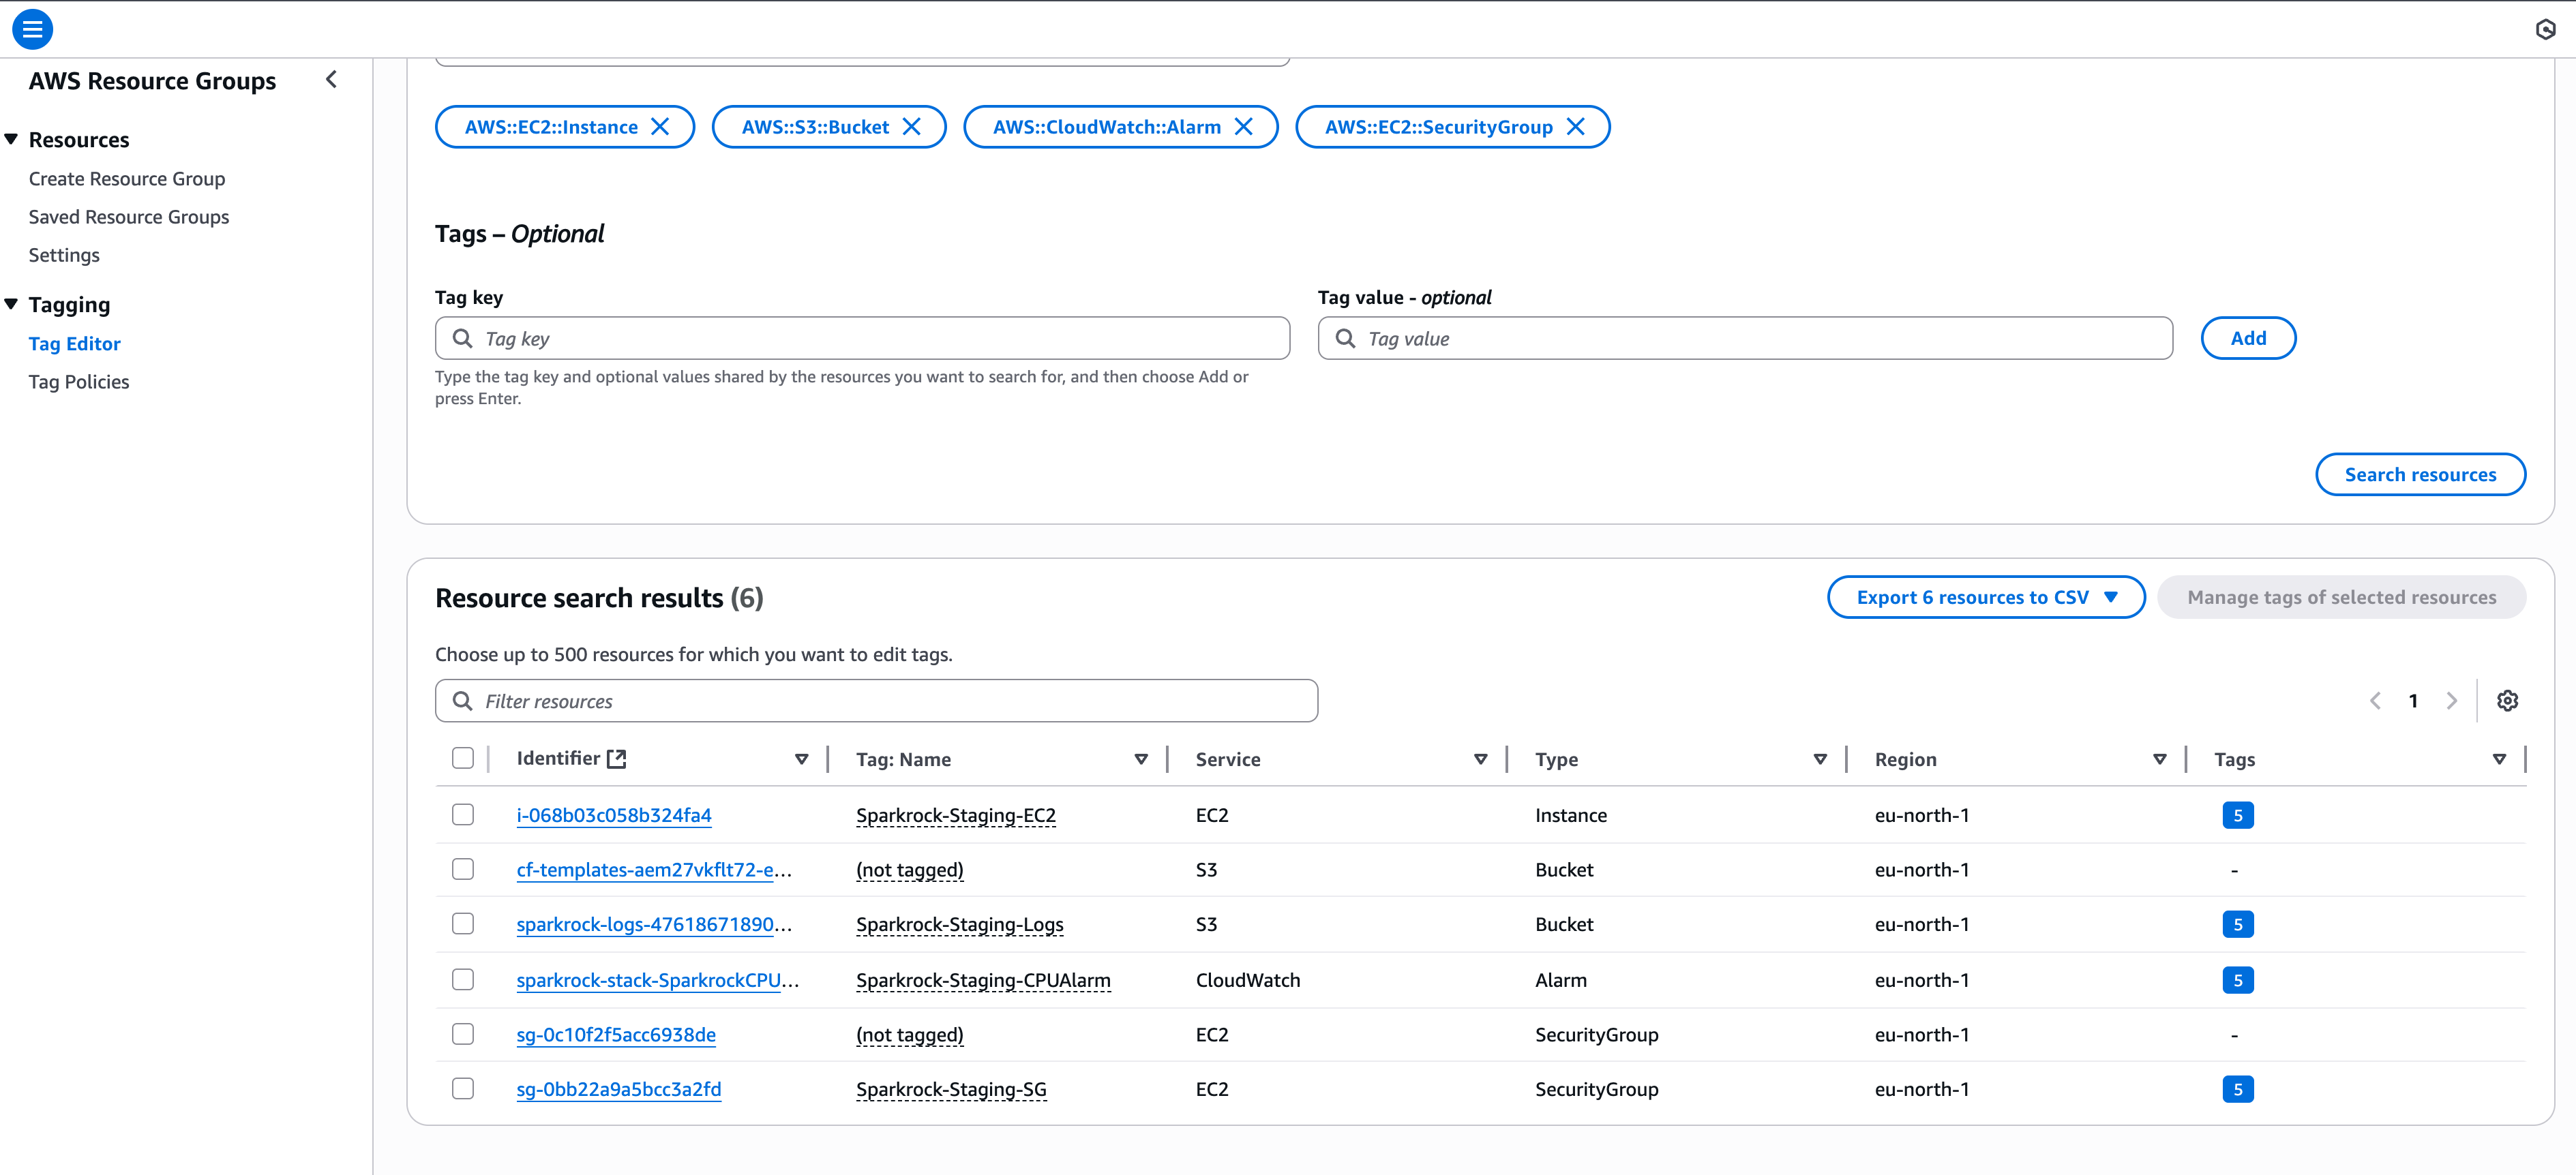 AWS Resource Groups
Resources
Create Resource Group
Saved Resource Groups
Settings
Tagging
Tag Editor
Tag Policies
AWS::EC2::Instance
AWS::S3::Bucket
AWS::CloudWatch::Alarm
AWS::EC2::SecurityGroup
Tags – Optional
Tag key
Tag value - optional
Tag key
Tag value
Add
Type the tag key and optional values shared by the resources you want to search for, and then choose Add or
press Enter.
Search resources
Resource search results (6)
Export 6 resources to CSV
Manage tags of selected resources
Choose up to 500 resources for which you want to edit tags.
Filter resources
1
Identifier Tag: Name Service Type Region Tags
i-068b03c058b324fa4 Sparkrock-Staging-EC2 EC2 Instance eu-north-1 5
cf-templates-aem27vkflt72-e... (not tagged) S3 Bucket eu-north-1 -
sparkrock-logs-47618671890... Sparkrock-Staging-Logs S3 Bucket eu-north-1 5
sparkrock-stack-SparkrockCPU... Sparkrock-Staging-CPUAlarm CloudWatch Alarm eu-north-1 5
sg-0c10f2f5acc6938de (not tagged) EC2 SecurityGroup eu-north-1 -
sg-0bb22a9a5bcc3a2fd Sparkrock-Staging-SG EC2 SecurityGroup eu-north-1 5